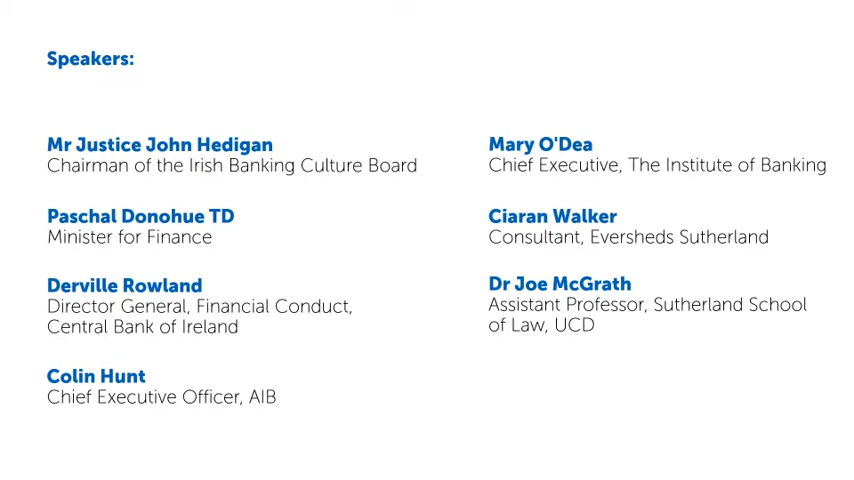 Speakers:
Mr Justice John Hedigan
Chairman of the Irish Banking Culture Board
Paschal Donohue TD
Minister for Finance
Derville Rowland
Director General, Financial Conduct,
Central Bank of Ireland
Colin Hunt
Chief Executive Officer, AIB
Mary O'Dea
Chief Executive, The Institute of Banking
Ciaran Walker
Consultant, Eversheds Sutherland
Dr Joe McGrath
Assistant Professor, Sutherland School
of Law, UCD